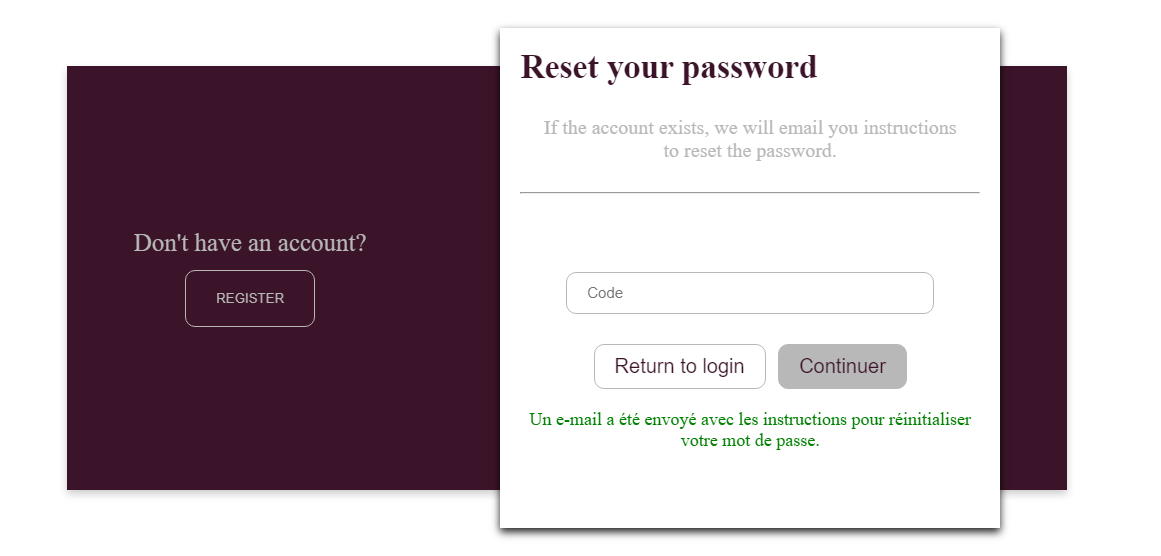 Reset your password
If the account exists, we will email you instructions
to reset the password.
Don't have an account?
REGISTER
Code
Return to login
Continuer
Un e-mail a été envoyé avec les instructions pour réinitialiser
votre mot de passe.